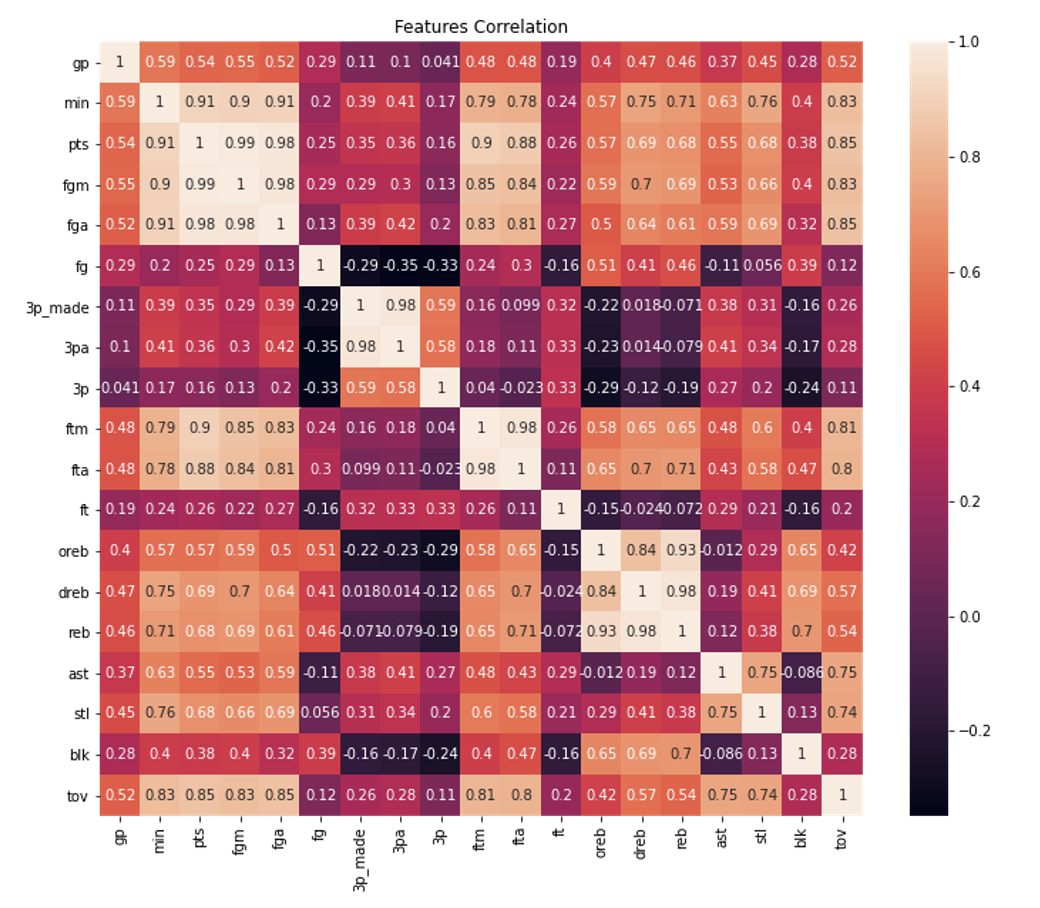 Features Correlation
gp 1 0.59 0.54 0.55 0.52 0.29 0.11 0.1 0.041 0.48 0.48 0.19 0.4 0.47 0.46 0.37 0.45 0.28 0.52
min 0.59 1 0.91 0.9 0.91 0.2 0.39 0.41 0.17 0.79 0.78 0.24 0.57 0.75 0.71 0.63 0.76 0.4 0.83
pts 0.54 0.91 1 0.99 0.98 0.25 0.35 0.36 0.16 0.9 0.88 0.26 0.57 0.69 0.68 0.55 0.68 0.38 0.85
fgm 0.55 0.9 0.99 1 0.98 0.29 0.29 0.3 0.13 0.85 0.84 0.22 0.59 0.7 0.69 0.53 0.66 0.4 0.83
fga 0.52 0.91 0.98 0.98 1 0.13 0.39 0.42 0.2 0.83 0.81 0.27 0.5 0.64 0.61 0.59 0.69 0.32 0.85
fg 0.29 0.2 0.25 0.29 0.13 1 -0.29 -0.35 -0.33 0.24 0.3 -0.16 0.51 0.41 0.46 -0.11 0.056 0.39 0.12
3p_made 0.11 0.39 0.35 0.29 0.39 -0.29 1 0.98 0.59 0.16 0.099 0.32 -0.22 0.018 -0.071 0.38 0.31 -0.16 0.26
3pa 0.1 0.41 0.36 0.3 0.42 -0.35 0.98 1 0.58 0.18 0.11 0.33 -0.23 0.014 -0.079 0.41 0.34 -0.17 0.28
3p 0.041 0.17 0.16 0.13 0.2 -0.33 0.59 0.58 1 0.04 -0.023 0.33 -0.29 -0.12 -0.19 0.27 0.2 -0.24 0.11
ftm 0.48 0.79 0.9 0.85 0.83 0.24 0.16 0.18 0.04 1 0.98 0.26 0.58 0.65 0.65 0.48 0.6 0.4 0.81
fta 0.48 0.78 0.88 0.84 0.81 0.3 0.099 0.11 -0.023 0.98 1 0.11 0.65 0.7 0.71 0.43 0.58 0.47 0.8
ft 0.19 0.24 0.26 0.22 0.27 -0.16 0.32 0.33 0.33 0.26 0.11 1 -0.15 -0.024 -0.072 0.29 0.21 -0.16 0.2
oreb 0.4 0.57 0.57 0.59 0.5 0.51 -0.22 -0.23 -0.29 0.58 0.65 -0.15 1 0.84 0.93 -0.012 0.29 0.65 0.42
dreb 0.47 0.75 0.69 0.7 0.64 0.41 0.018 0.014 -0.12 0.65 0.7 -0.024 0.84 1 0.98 0.19 0.41 0.69 0.57
reb 0.46 0.71 0.68 0.69 0.61 0.46 -0.071 -0.079 -0.19 0.65 0.71 -0.072 0.93 0.98 1 0.12 0.38 0.7 0.54
ast 0.37 0.63 0.55 0.53 0.59 -0.11 0.38 0.41 0.27 0.48 0.43 0.29 -0.012 0.19 0.12 1 0.75 -0.086 0.75
stl 0.45 0.76 0.68 0.66 0.69 0.056 0.31 0.34 0.2 0.6 0.58 0.21 0.29 0.41 0.38 0.75 1 0.13 0.74
blk 0.28 0.4 0.38 0.4 0.32 0.39 -0.16 -0.17 -0.24 0.4 0.47 -0.16 0.65 0.69 0.7 -0.086 0.13 1 0.28
tov 0.52 0.83 0.85 0.83 0.85 0.12 0.26 0.28 0.11 0.81 0.8 0.2 0.42 0.57 0.54 0.75 0.74 0.28 1
gp min pts fgm fga fg 3p_made 3pa 3p ftm fta ft oreb dreb reb ast stl blk tov
1.0
0.8
0.6
0.4
0.2
0.0
−0.2